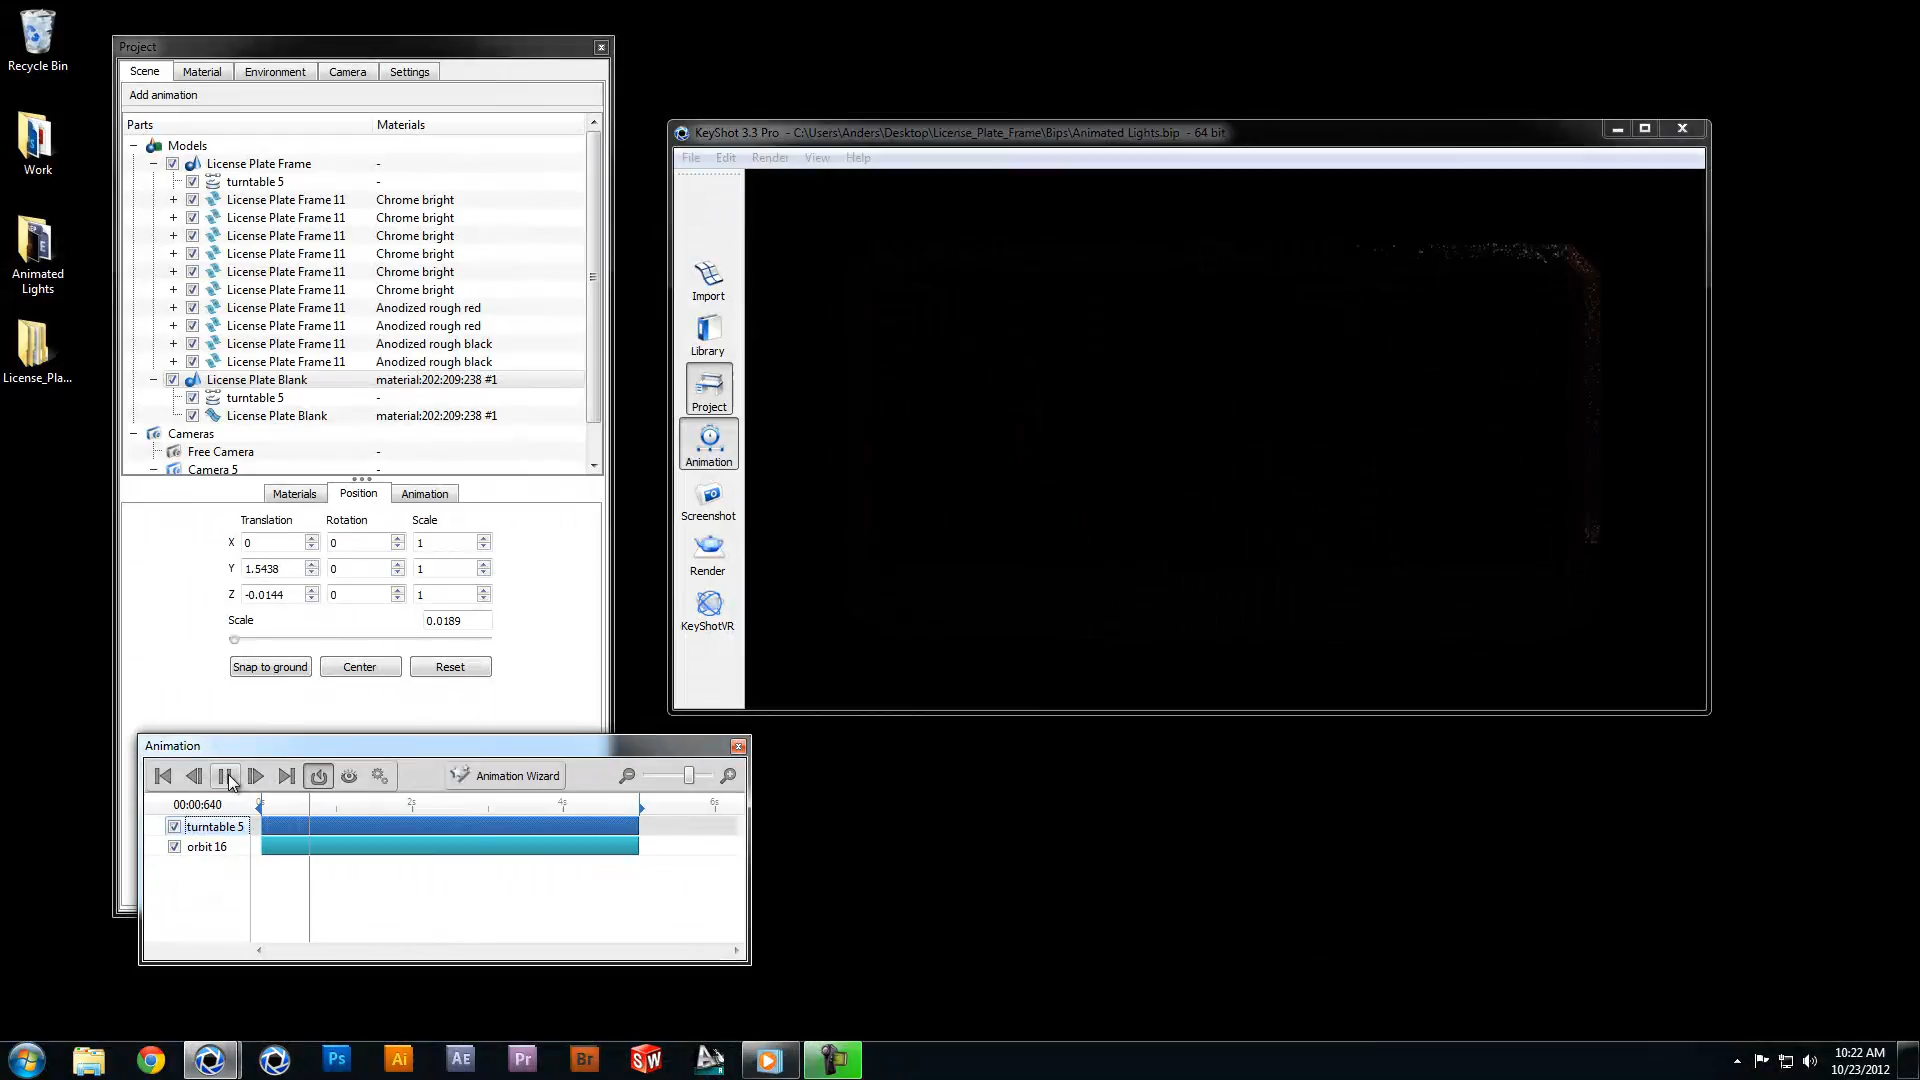 Recycle Bin
Work
Animated
Lights
License_Pla...
Project
Scene
Material
Environment
Camera
Settings
Add animation
Parts
Materials
Models
License Plate Frame
-
turntable 5
-
License Plate Frame 11
Chrome bright
License Plate Frame 11
Chrome bright
License Plate Frame 11
Chrome bright
License Plate Frame 11
Chrome bright
License Plate Frame 11
Chrome bright
License Plate Frame 11
Chrome bright
License Plate Frame 11
Anodized rough red
License Plate Frame 11
Anodized rough red
License Plate Frame 11
Anodized rough black
License Plate Frame 11
Anodized rough black
License Plate Blank
material:202:209:238 #1
turntable 5
-
License Plate Blank
material:202:209:238 #1
Cameras
Free Camera
-
Camera 5
-
Materials
Position
Animation
Translation
Rotation
Scale
X
0
0
1
Y
1.5438
0
1
Z
-0.0144
0
1
Scale
0.0189
Snap to ground
Center
Reset
Animation
Animation Wizard
00:00:640
0s
2s
4s
6s
turntable 5
orbit 16
KeyShot 3.3 Pro - C:\Users\Anders\Desktop\License_Plate_Frame\Bips\Animated Lights.bip - 64 bit
File
Edit
Render
View
Help
Import
Library
Project
Animation
Screenshot
Render
KeyShotVR
Ps
Ai
AE
Pr
Br
SW
10:22 AM
10/23/2012